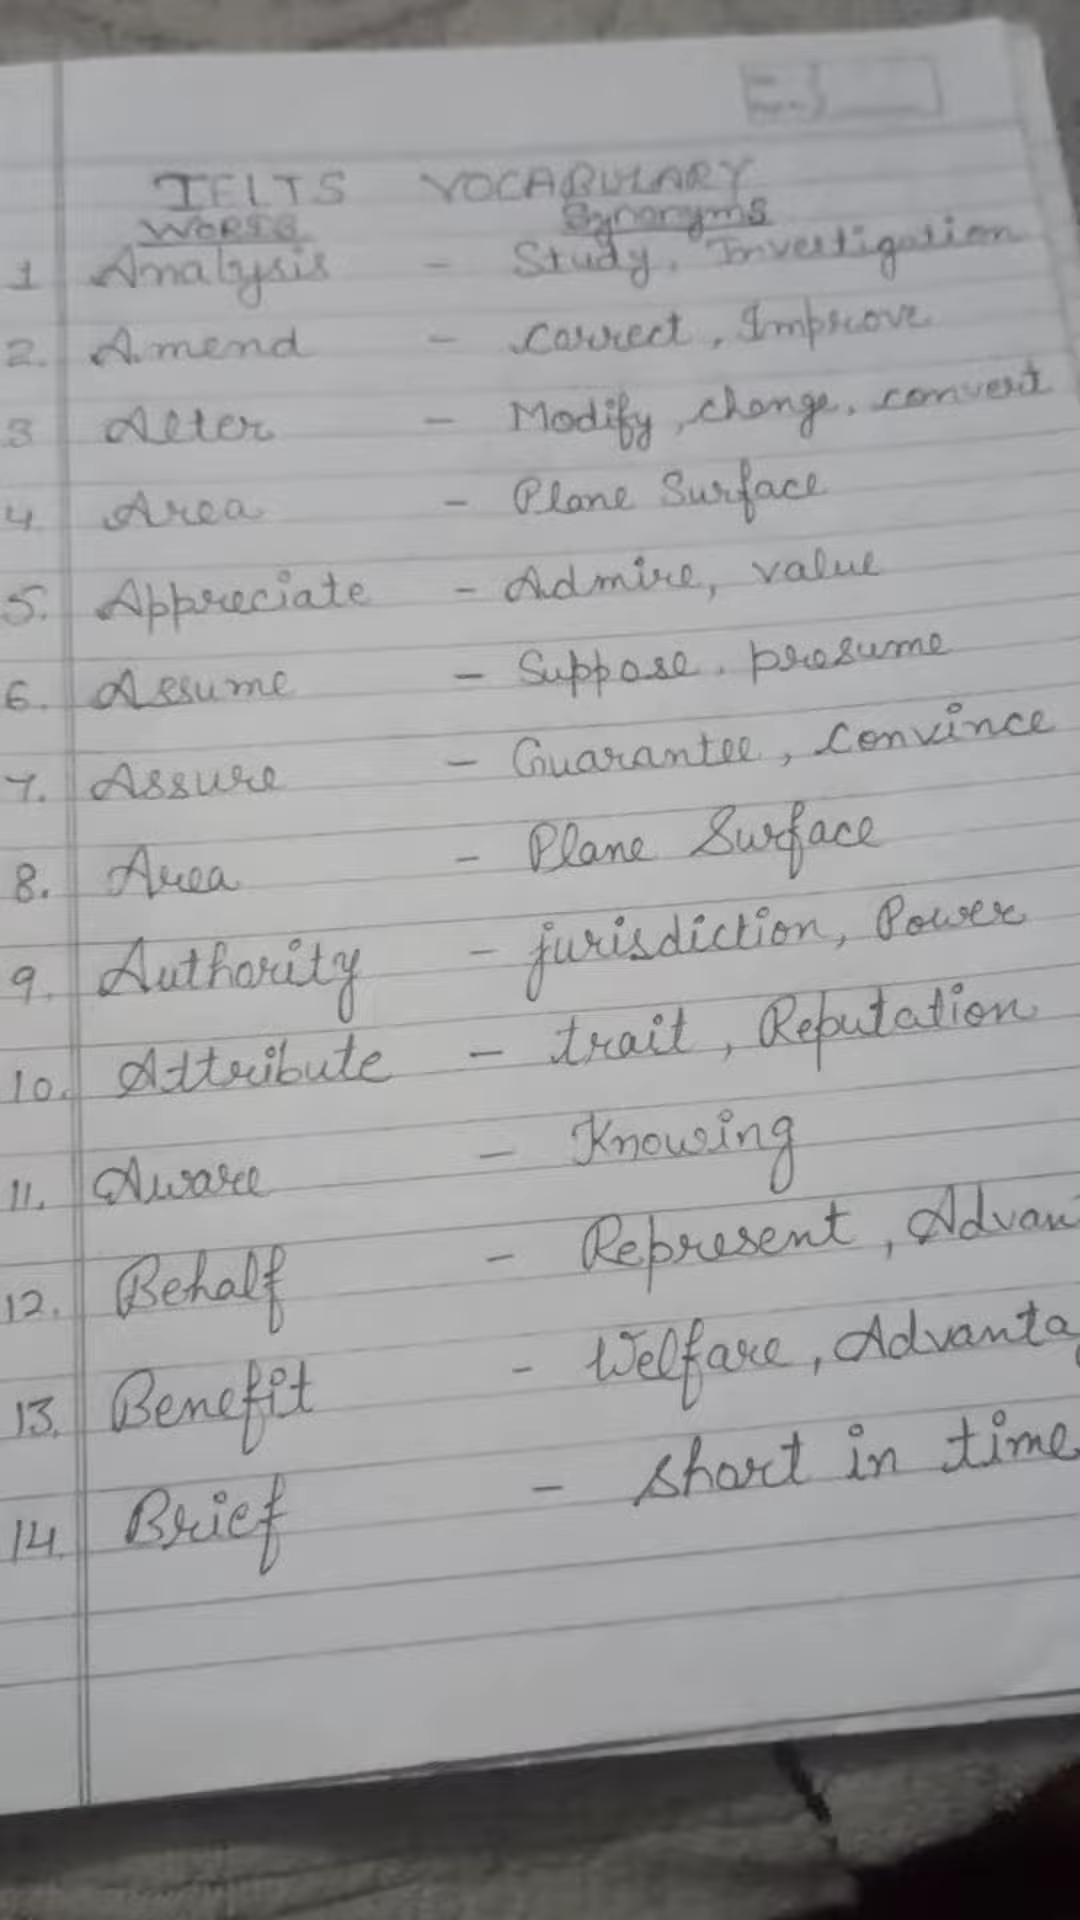 IELTS VOCABULARY
WORDS Synonyms
1 Analysis - Study, Investigation
2. Amend - correct, Improve
3 Alter - Modify, change, convert
4. Area - Plane Surface
5. Appreciate - Admire, value
6. Assume - Suppose, presume
7. Assure - Guarantee, convince
8. Area - Plane Surface
9. Authority - jurisdiction, Power
10. Attribute - trait, Reputation
11. Aware - Knowing
12. Behalf - Represent, Advan
13. Benefit - Welfare, Advanta
14. Brief - short in time